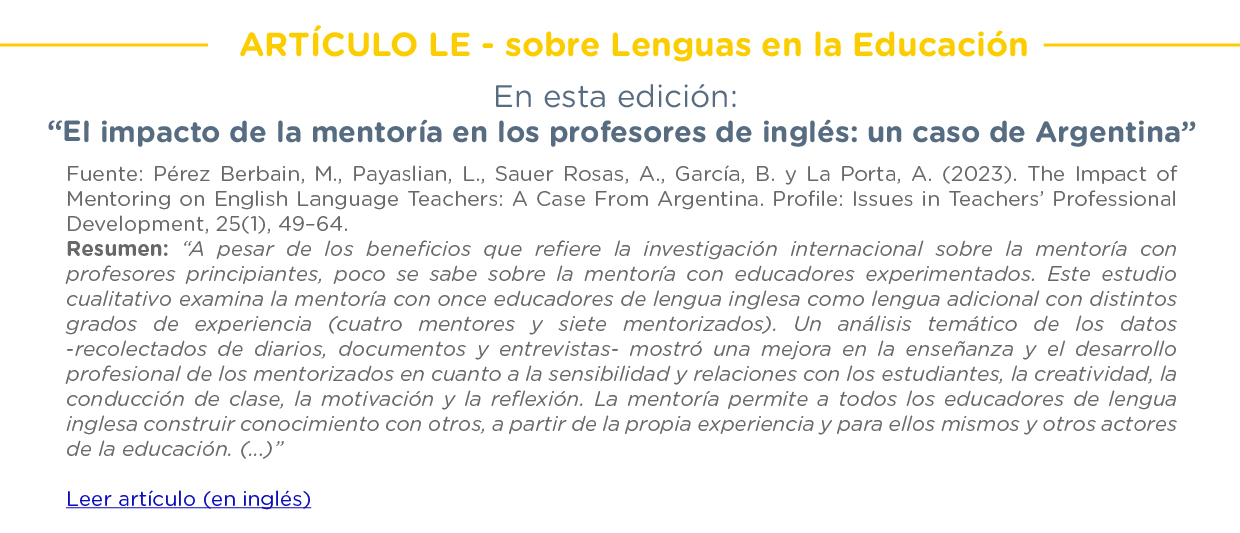 ARTÍCULO LE - sobre Lenguas en la Educación
En esta edición:
“El impacto de la mentoría en los profesores de inglés: un caso de Argentina”
Fuente: Pérez Berbain, M., Payaslian, L., Sauer Rosas, A., García, B. y La Porta, A. (2023). The Impact of
Mentoring on English Language Teachers: A Case From Argentina. Profile: Issues in Teachers’ Professional
Development, 25(1), 49–64.
Resumen: “A pesar de los beneficios que refiere la investigación internacional sobre la mentoría con
profesores principiantes, poco se sabe sobre la mentoría con educadores experimentados. Este estudio
cualitativo examina la mentoría con once educadores de lengua inglesa como lengua adicional con distintos
grados de experiencia (cuatro mentores y siete mentorizados). Un análisis temático de los datos
-recolectados de diarios, documentos y entrevistas- mostró una mejora en la enseñanza y el desarrollo
profesional de los mentorizados en cuanto a la sensibilidad y relaciones con los estudiantes, la creatividad, la
conducción de clase, la motivación y la reflexión. La mentoría permite a todos los educadores de lengua
inglesa construir conocimiento con otros, a partir de la propia experiencia y para ellos mismos y otros actores
de la educación. (...)”
Leer artículo (en inglés)